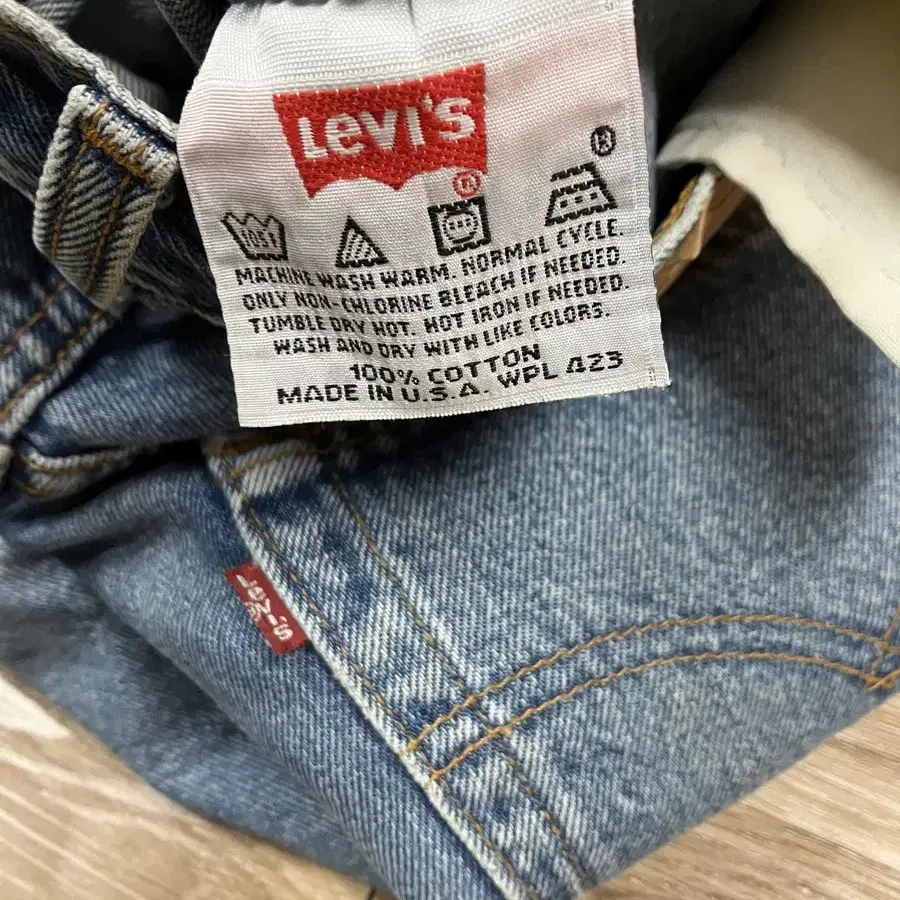 Levi's
®
105F
MACHINE WASH WARM. NORMAL CYCLE.
ONLY NON-CHLORINE BLEACH IF NEEDED.
TUMBLE DRY HOT. HOT IRON IF NEEDED.
WASH AND DRY WITH LIKE COLORS.
100% COTTON
MADE IN U.S.A. WPL 423
LEVI'S